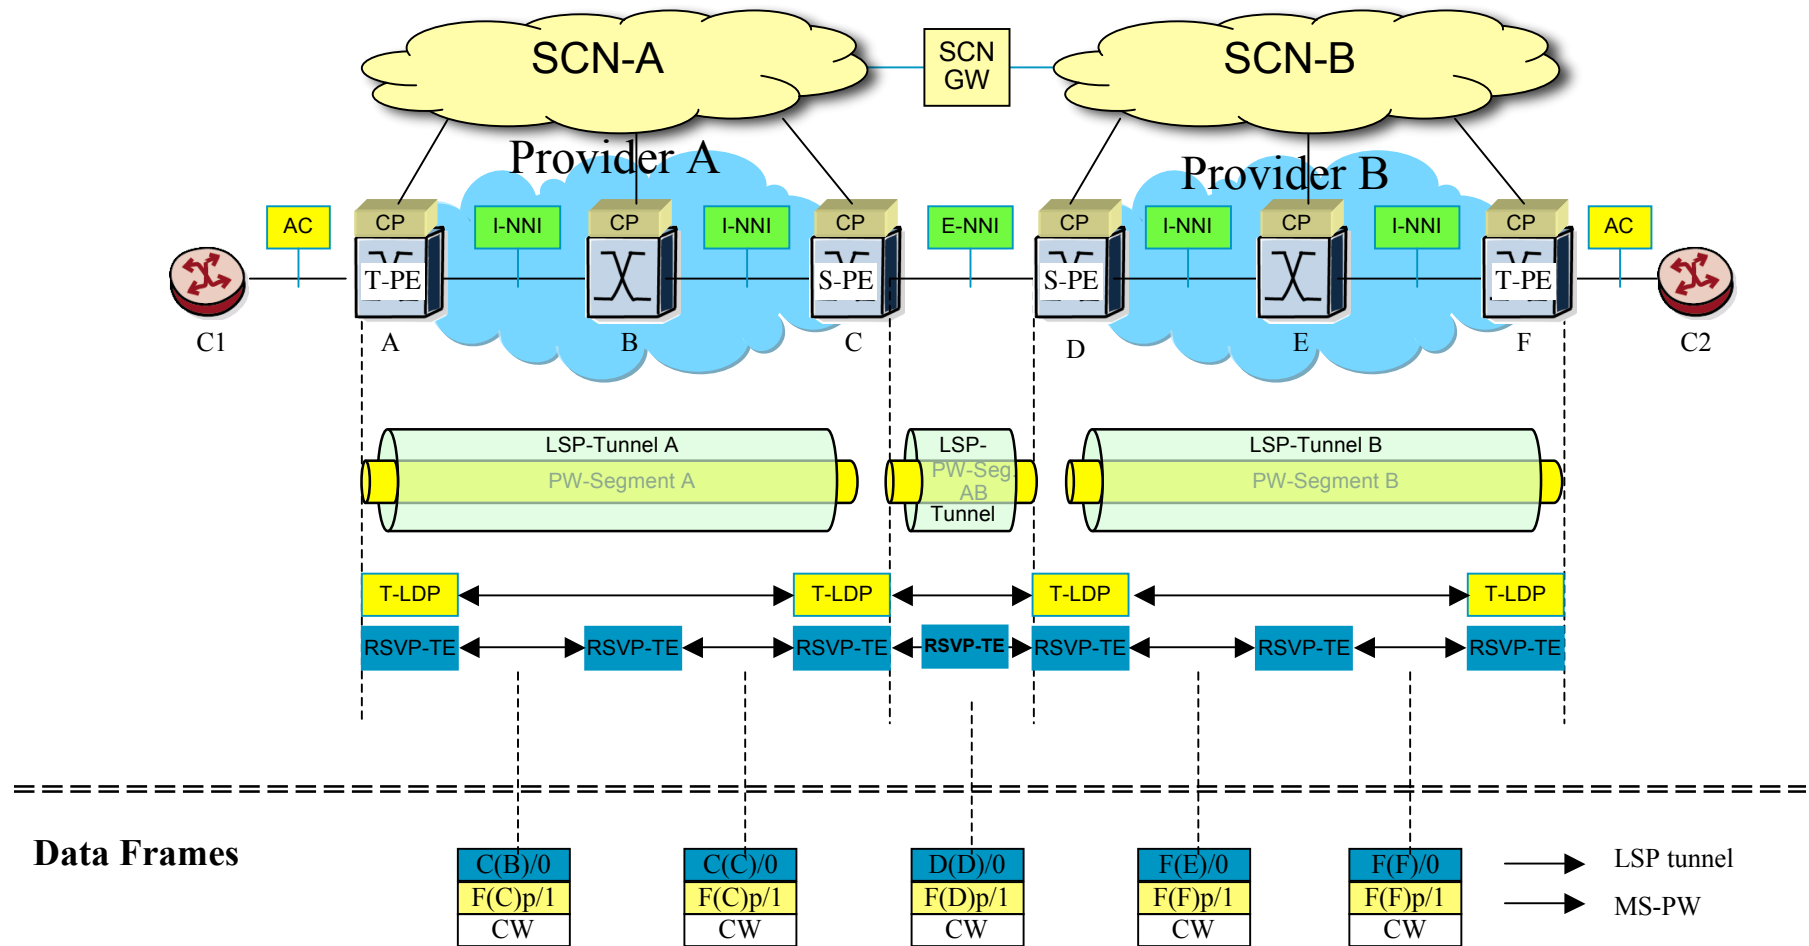 SCN-A
SCN
GW
SCN-B
Provider A
Provider B
AC
CP
I-NNI
CP
I-NNI
CP
E-NNI
CP
I-NNI
CP
I-NNI
CP
AC
T-PE
S-PE
S-PE
T-PE
C1
A
B
C
D
E
F
C2
LSP-Tunnel A
PW-Segment A
LSP-
PW-Seg.
AB
Tunnel
LSP-Tunnel B
PW-Segment B
T-LDP
T-LDP
T-LDP
T-LDP
RSVP-TE
RSVP-TE
RSVP-TE
RSVP-TE
RSVP-TE
RSVP-TE
RSVP-TE
Data Frames
C(B)/0
F(C)p/1
CW
C(C)/0
F(C)p/1
CW
D(D)/0
F(D)p/1
CW
F(E)/0
F(F)p/1
CW
F(F)/0
F(F)p/1
CW
LSP tunnel
MS-PW